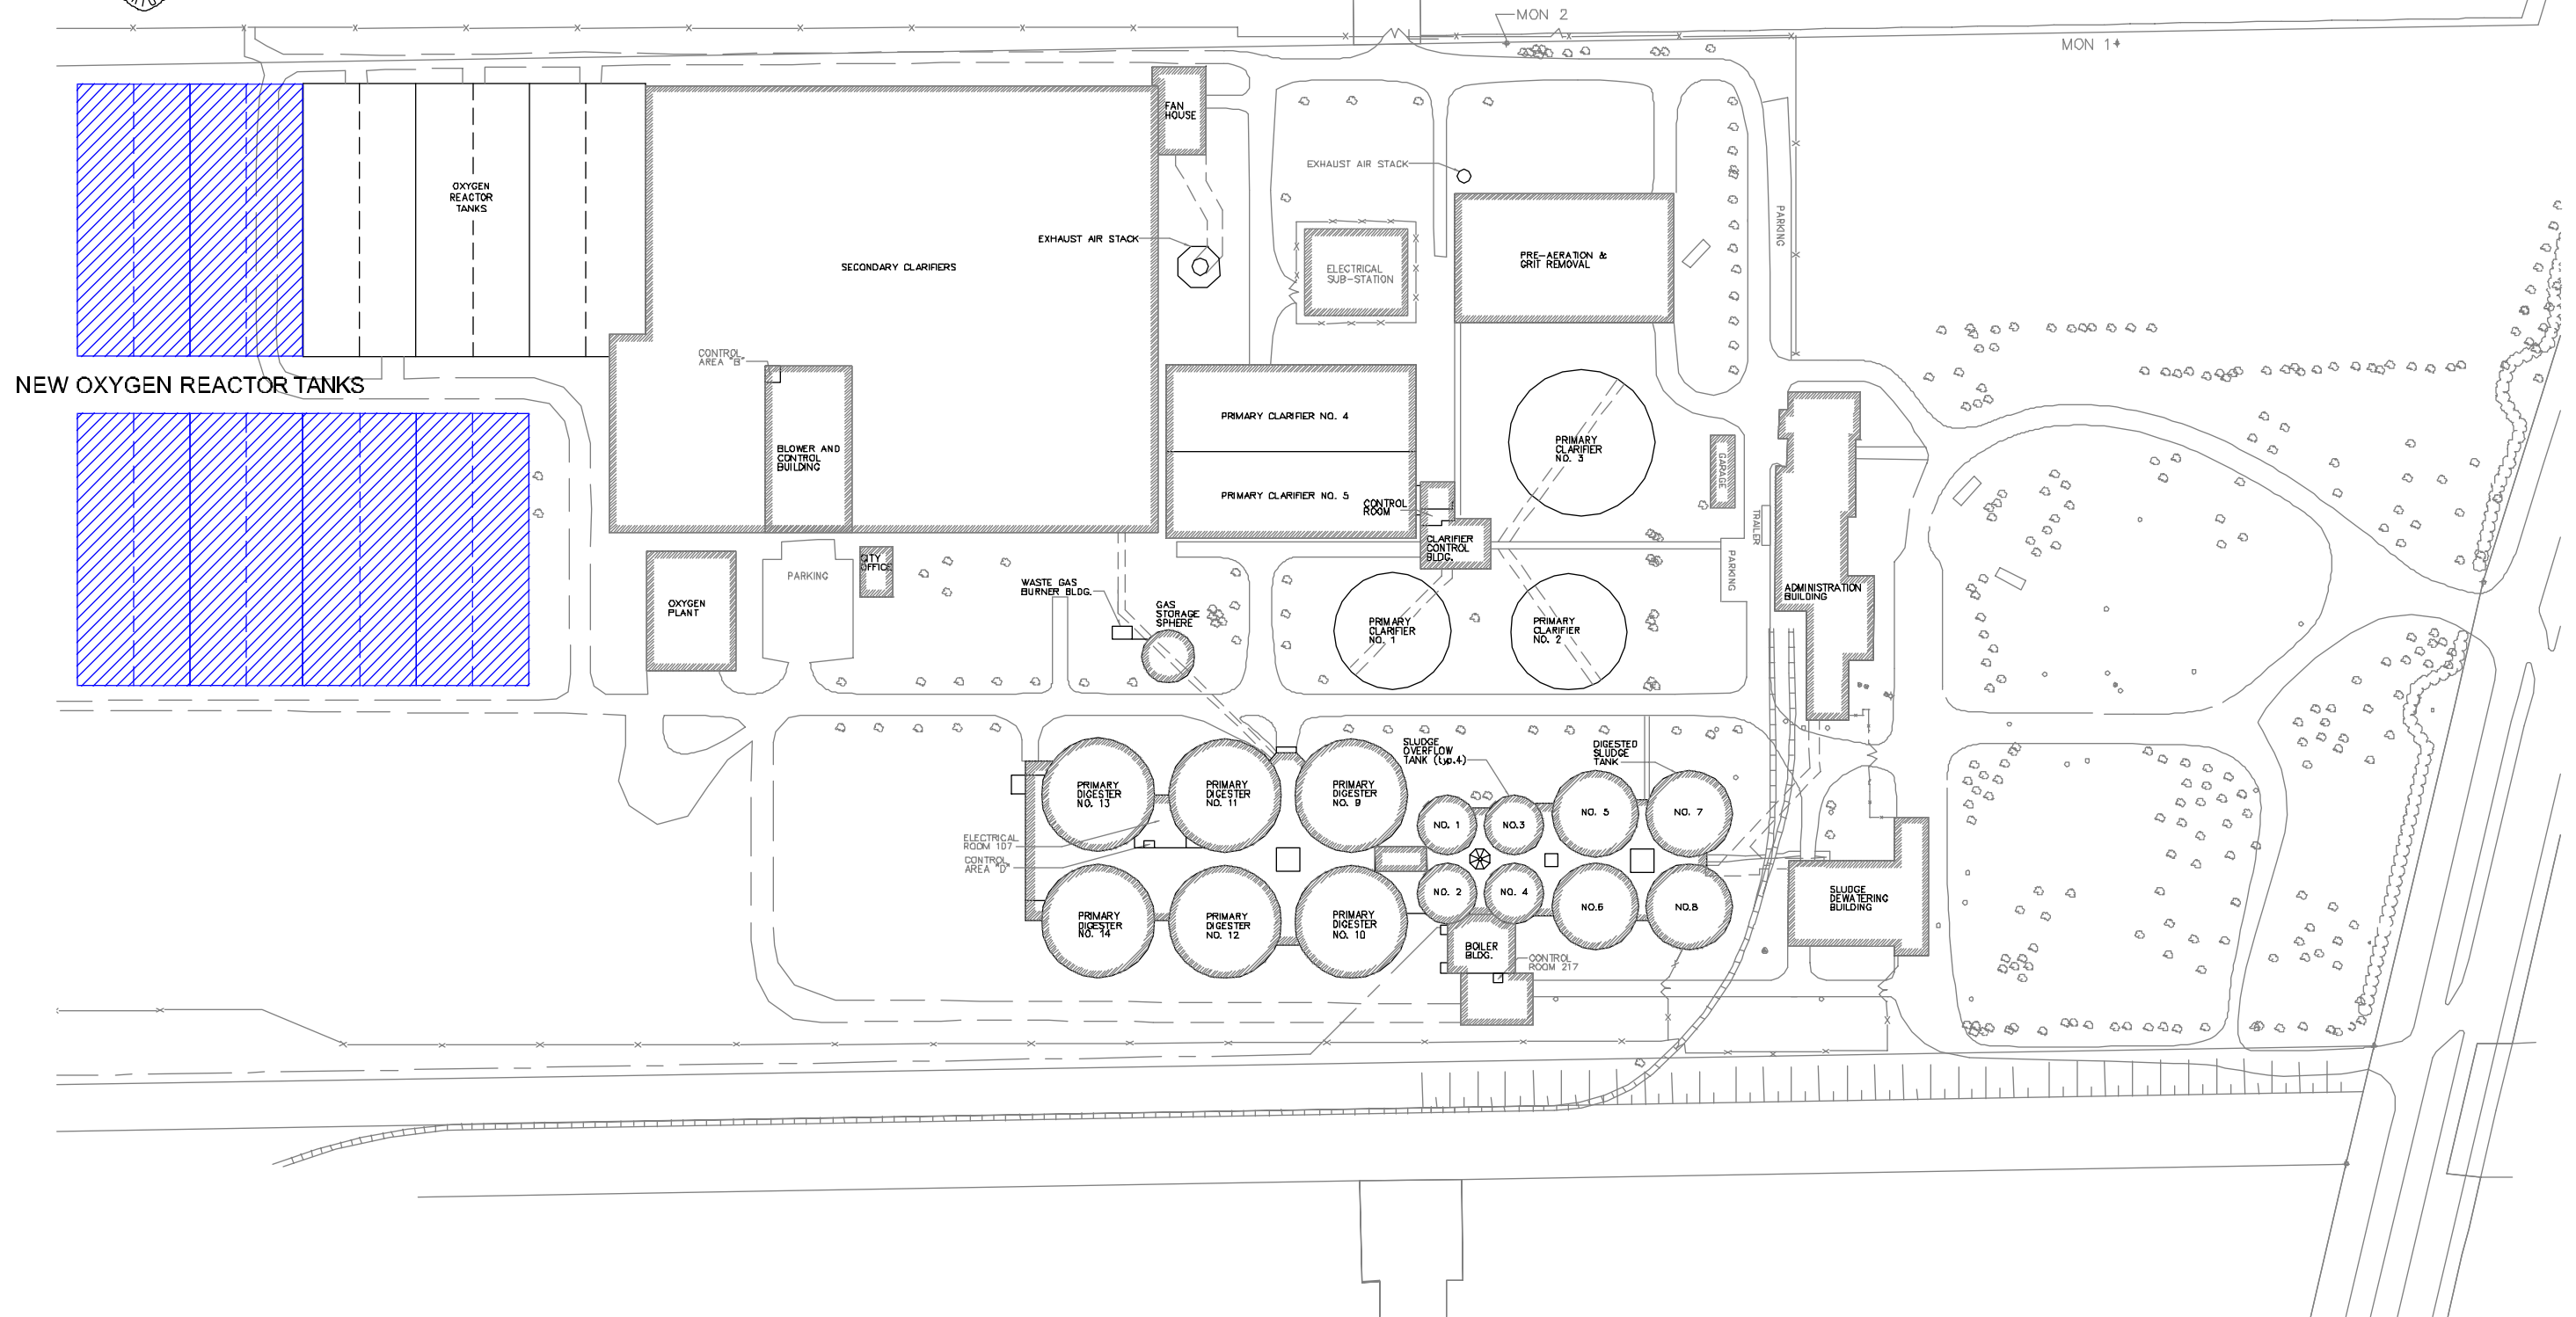 MON 2
MON 1
FAN
HOUSE
EXHAUST AIR STACK
OXYGEN
REACTOR
TANKS
PARKING
EXHAUST AIR STACK
SECONDARY CLARIFIERS
ELECTRICAL
SUB-STATION
PRE-AERATION &
GRIT REMOVAL
CONTROL
AREA "B"
NEW OXYGEN REACTOR TANKS
PRIMARY CLARIFIER NO. 4
PRIMARY
CLARIFIER
NO. 3
BLOWER AND
CONTROL
BUILDING
GARAGE
PRIMARY CLARIFIER NO. 5
CONTROL
ROOM
TRAILER
CLARIFIER
CONTROL
BLDG.
CITY
OFFICE
PARKING
PARKING
WASTE GAS
BURNER BLDG.
ADMINISTRATION
BUILDING
OXYGEN
PLANT
GAS
STORAGE
SPHERE
PRIMARY
CLARIFIER
NO. 1
PRIMARY
CLARIFIER
NO. 2
SLUDGE
OVERFLOW
TANK (typ.4)
DIGESTED
SLUDGE
TANK
PRIMARY
DIGESTER
NO. 13
PRIMARY
DIGESTER
NO. 11
PRIMARY
DIGESTER
NO. 9
NO. 1
NO.3
NO. 5
NO. 7
ELECTRICAL
ROOM 107
CONTROL
AREA "D"
NO. 2
NO. 4
NO.6
NO.8
SLUDGE
DEWATERING
BUILDING
PRIMARY
DIGESTER
NO. 14
PRIMARY
DIGESTER
NO. 12
PRIMARY
DIGESTER
NO. 10
BOILER
BLDG.
CONTROL
ROOM 217